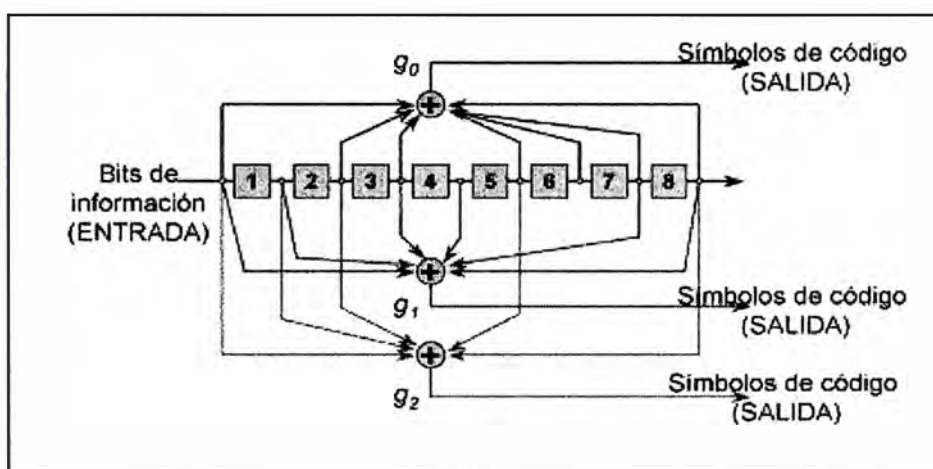 g0
Símbolos de código
(SALIDA)
Bits de
información
(ENTRADA)
1 2 3 4 5 6 7 8
g1
Símbolos de código
(SALIDA)
g2
Símbolos de código
(SALIDA)